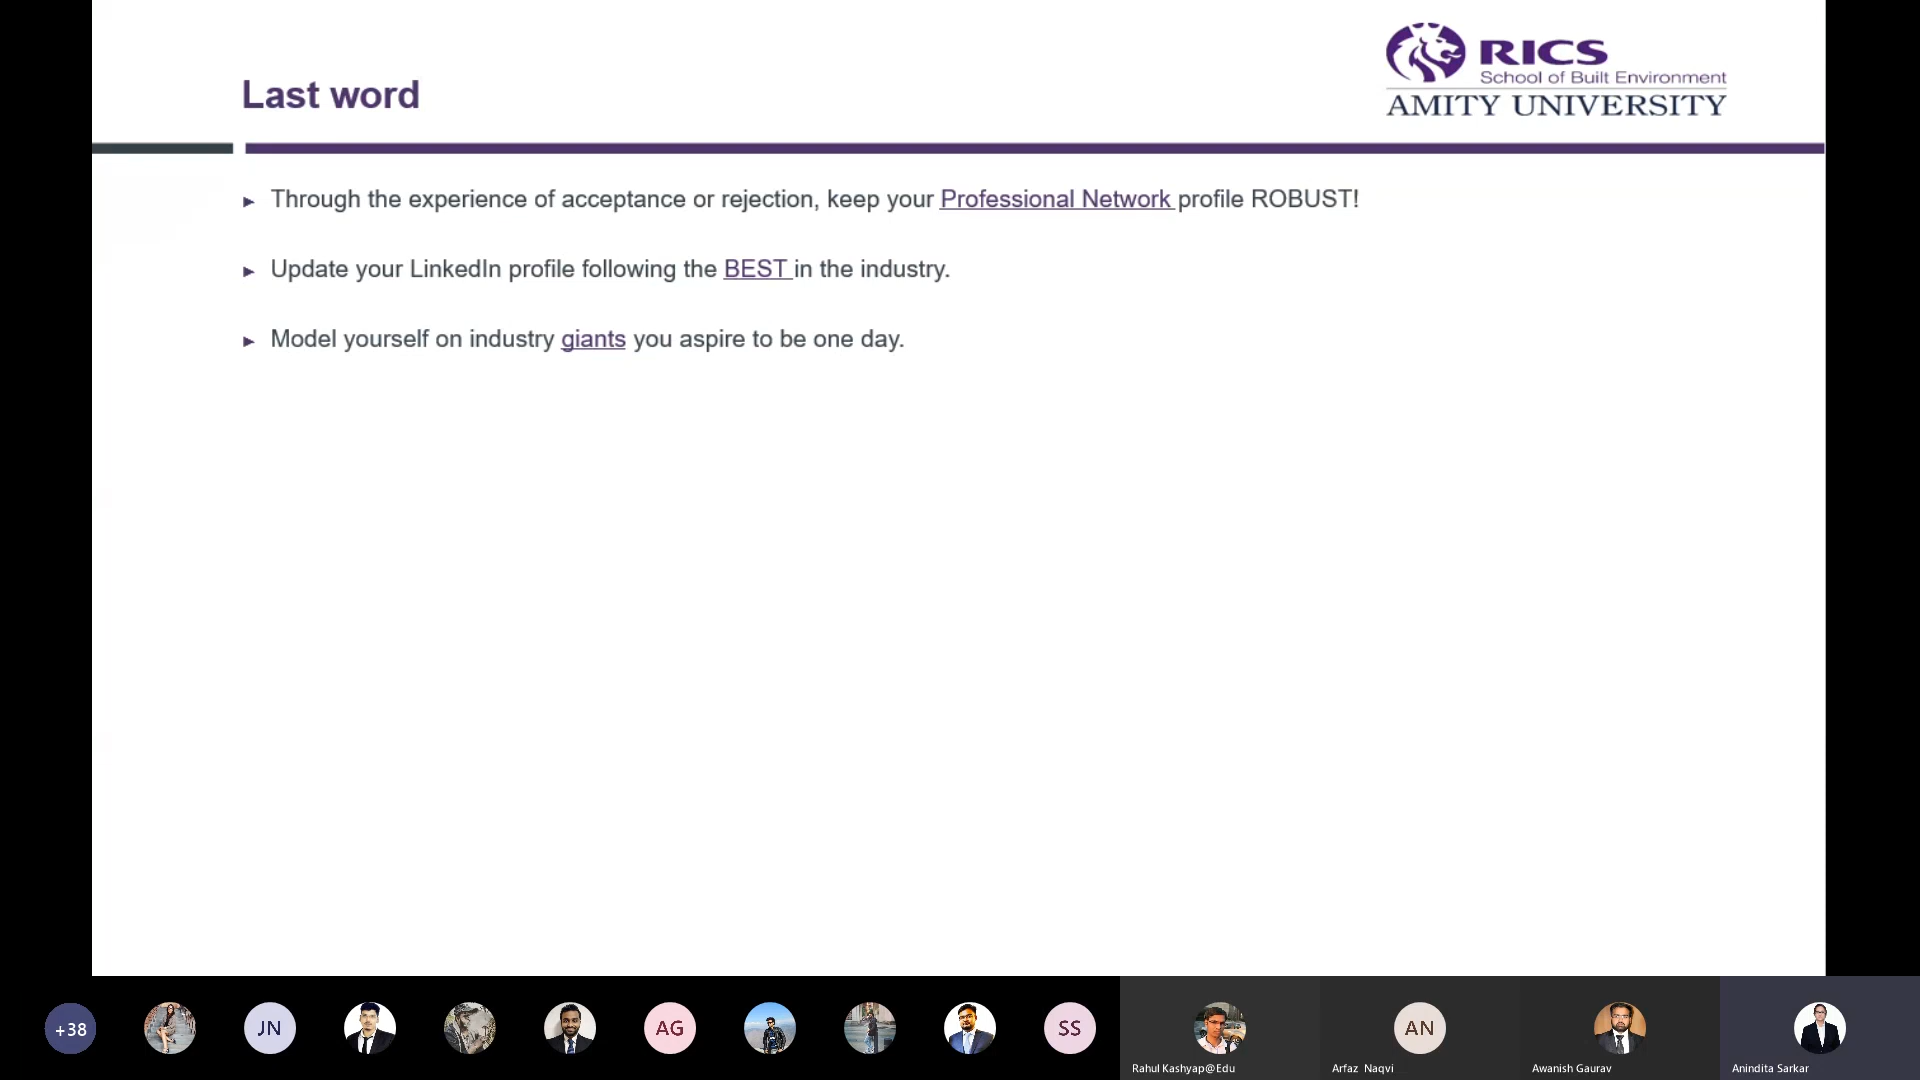 RICS
School of Built Environment
AMITY UNIVERSITY
Last word
Through the experience of acceptance or rejection, keep your Professional Network profile ROBUST!
Update your LinkedIn profile following the BEST in the industry.
Model yourself on industry giants you aspire to be one day.
+38
JN
AG
SS
AN
Rahul Kashyap@Edu
Arfaz Naqvi
Awanish Gaurav
Anindita Sarkar